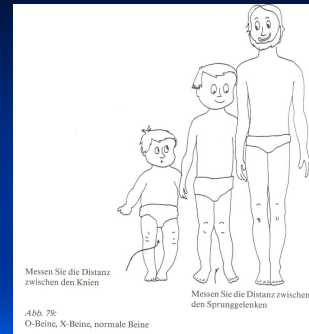 Messen Sie die Distanz
zwischen den Knien
Messen Sie die Distanz zwischen
den Sprunggelenken
Abb. 79:
O-Beine, X-Beine, normale Beine